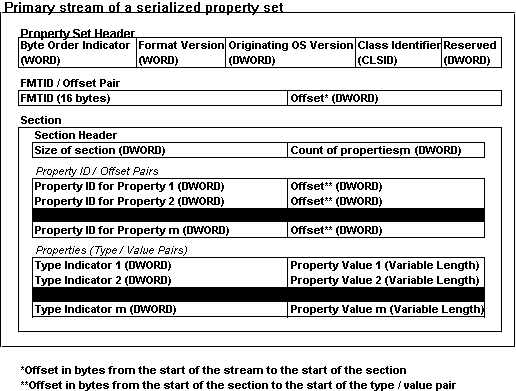 Primary stream of a serialized property set
Property Set Header
Byte Order Indicator Format Version Originating OS Version Class Identifier Reserved
(WORD) (WORD) (DWORD) (CLSID) (DWORD)
FMTID / Offset Pair
FMTID (16 bytes) Offset* (DWORD)
Section
Section Header
Size of section (DWORD) Count of properties, m (DWORD)
Property ID / Offset Pairs
Property ID for Property 1 (DWORD) Offset** (DWORD)
Property ID for Property 2 (DWORD) Offset** (DWORD)
Property ID for Property m (DWORD) Offset** (DWORD)
Properties (Type / Value Pairs)
Type Indicator 1 (DWORD) Property Value 1 (Variable Length)
Type Indicator 2 (DWORD) Property Value 2 (Variable Length)
Type Indicator m (DWORD) Property Value m (Variable Length)
*Offset in bytes from the start of the stream to the start of the section
**Offset in bytes from the start of the section to the start of the type / value pair